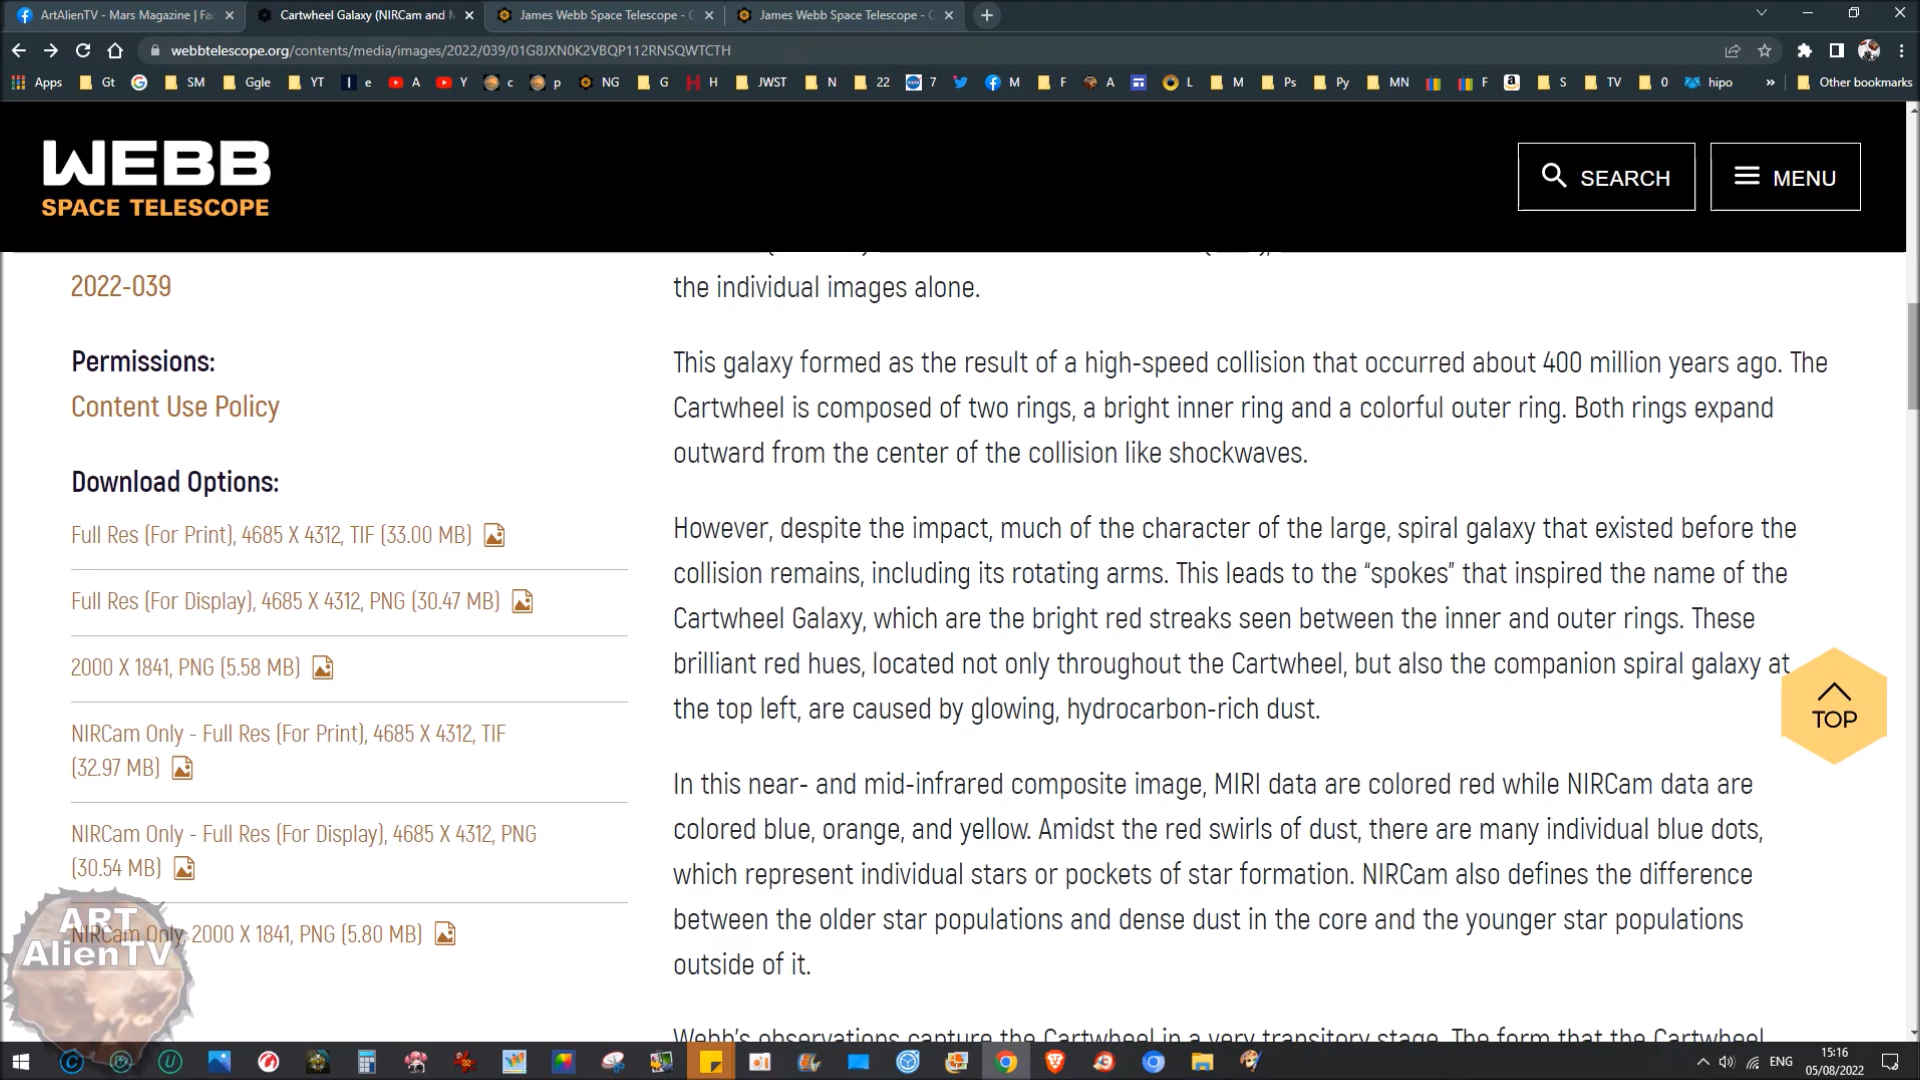 ArtAlienTV - Mars Magazine | Fac
Cartwheel Galaxy (NIRCam and M
James Webb Space Telescope - G
James Webb Space Telescope - G
webbtelescope.org/contents/media/images/2022/039/01G8JXN0K2VBQP112RNSQWTCTH
Apps Gt SM Ggle YT e A Y c p NG G H JWST N 22 7 M F A L M Ps Py MN F S TV 0 hipo » Other bookmarks
WEBB
SPACE TELESCOPE
SEARCH
MENU
2022-039
Permissions:
Content Use Policy
Download Options:
Full Res (For Print), 4685 X 4312, TIF (33.00 MB)
Full Res (For Display), 4685 X 4312, PNG (30.47 MB)
2000 X 1841, PNG (5.58 MB)
NIRCam Only - Full Res (For Print), 4685 X 4312, TIF
(32.97 MB)
NIRCam Only - Full Res (For Display), 4685 X 4312, PNG
(30.54 MB)
NIRCam Only, 2000 X 1841, PNG (5.80 MB)
ART
AlienTV
the individual images alone.
This galaxy formed as the result of a high-speed collision that occurred about 400 million years ago. The
Cartwheel is composed of two rings, a bright inner ring and a colorful outer ring. Both rings expand
outward from the center of the collision like shockwaves.
However, despite the impact, much of the character of the large, spiral galaxy that existed before the
collision remains, including its rotating arms. This leads to the “spokes” that inspired the name of the
Cartwheel Galaxy, which are the bright red streaks seen between the inner and outer rings. These
brilliant red hues, located not only throughout the Cartwheel, but also the companion spiral galaxy at
the top left, are caused by glowing, hydrocarbon-rich dust.
In this near- and mid-infrared composite image, MIRI data are colored red while NIRCam data are
colored blue, orange, and yellow. Amidst the red swirls of dust, there are many individual blue dots,
which represent individual stars or pockets of star formation. NIRCam also defines the difference
between the older star populations and dense dust in the core and the younger star populations
outside of it.
Webb's observations capture the Cartwheel in a very transitory stage. The form that the Cartwheel
TOP
ENG
15:16
05/08/2022